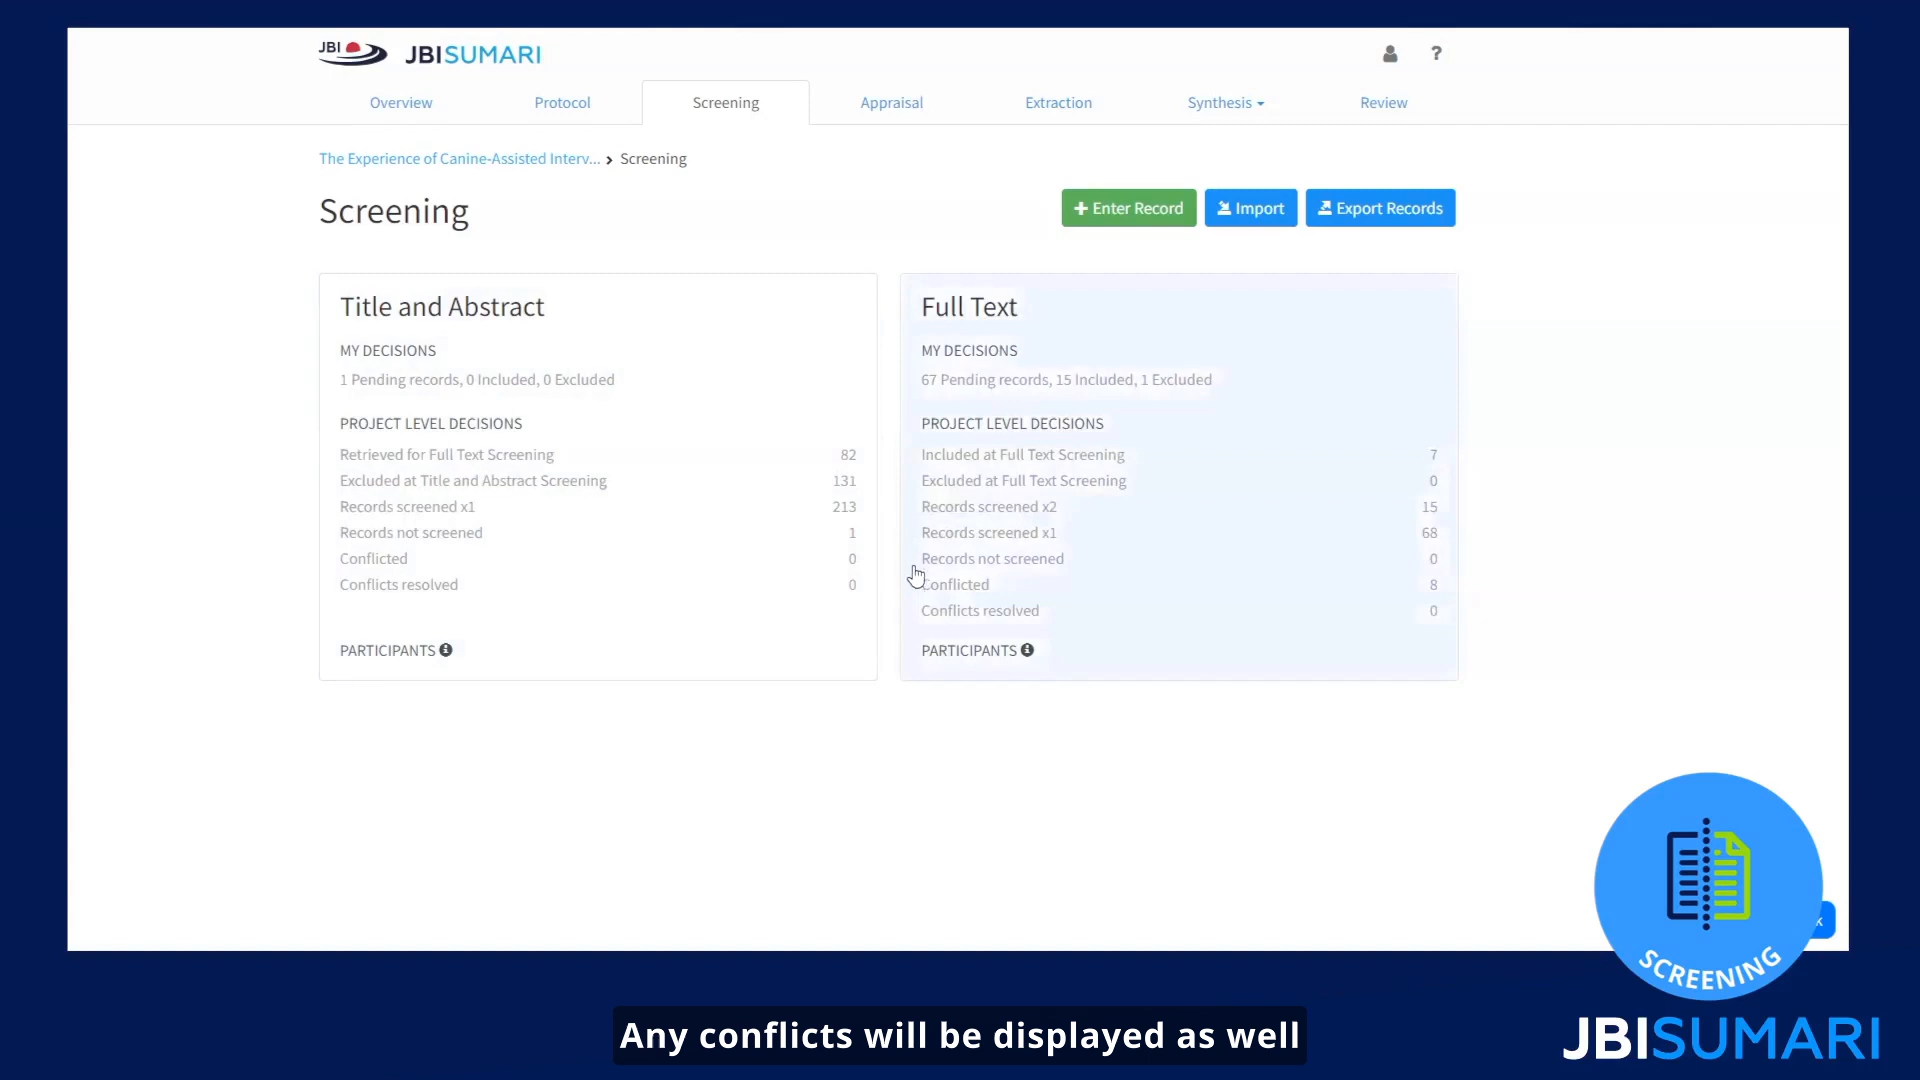 JBI JBISUMARI
?
Overview Protocol Screening Appraisal Extraction Synthesis Review
The Experience of Canine-Assisted Interv... › Screening
Screening
Enter Record Import Export Records
Title and Abstract
MY DECISIONS
1 Pending records, 0 Included, 0 Excluded
PROJECT LEVEL DECISIONS
Retrieved for Full Text Screening 82
Excluded at Title and Abstract Screening 131
Records screened x1 213
Records not screened 1
Conflicted 0
Conflicts resolved 0
PARTICIPANTS
Full Text
MY DECISIONS
67 Pending records, 15 Included, 1 Excluded
PROJECT LEVEL DECISIONS
Included at Full Text Screening 7
Excluded at Full Text Screening 0
Records screened x2 15
Records screened x1 68
Records not screened 0
Conflicted 8
Conflicts resolved 0
PARTICIPANTS
SCREENING
Any conflicts will be displayed as well
JBISUMARI